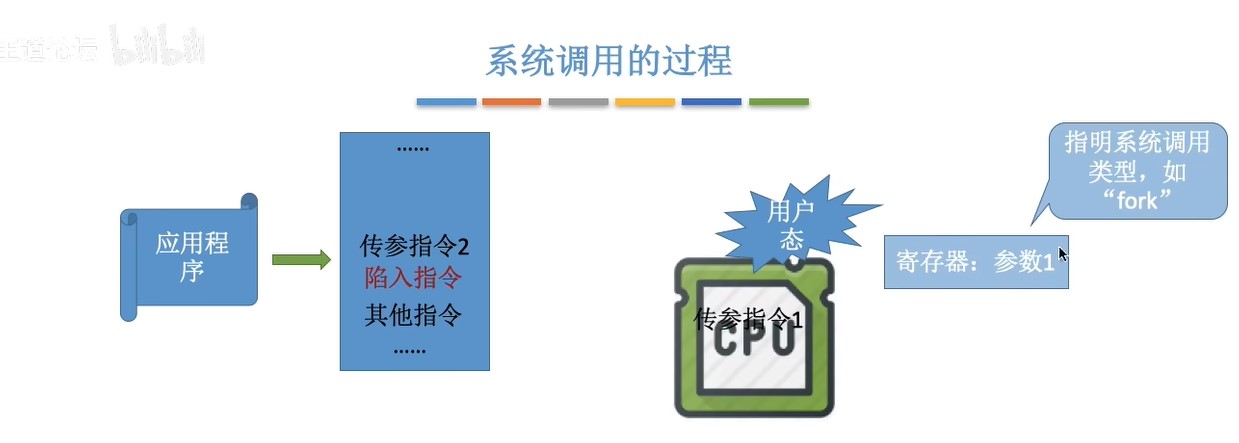 王道论坛 bilibili
系统调用的过程
......
传参指令2
陷入指令
其他指令
......
应用程
序
用户
态
传参指令1
CPU
寄存器：参数1
指明系统调用
类型，如
“fork”